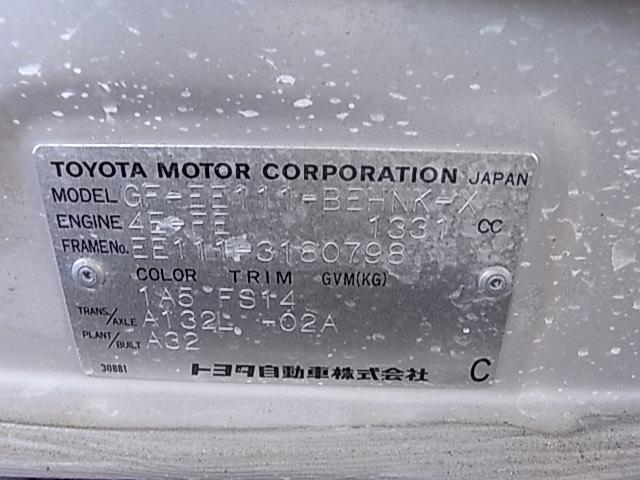 TOYOTA MOTOR CORPORATION JAPAN
MODEL GF-EE111-BEHNK-X
ENGINE 4E-FE 1331 CC
FRAME No. EE111-3180798
COLOR TRIM GVM(KG)
1A5 FS14
TRANS./AXLE A132L -02A
PLANT/BUILT A32
30881 トヨタ自動車株式会社 C